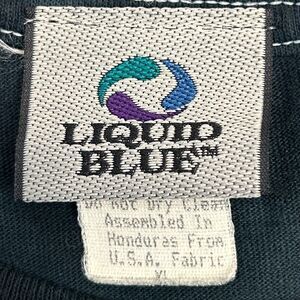 LIQUID
BLUE™
Do Not Dry Clean
Assembled In
Honduras From
U.S.A. Fabric
XL